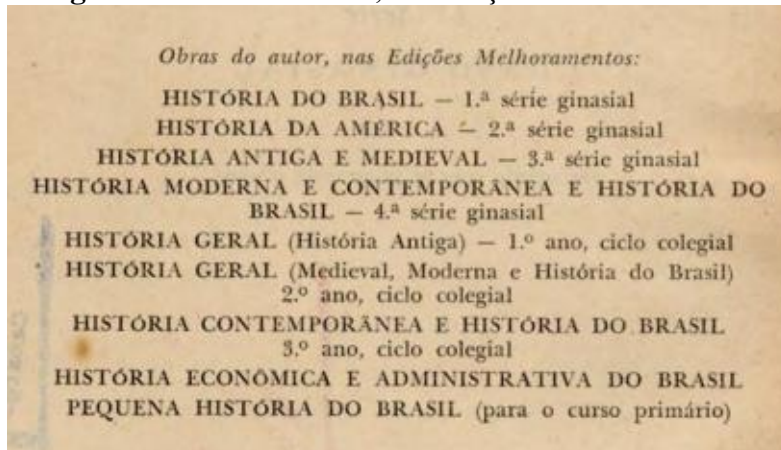 Obras do autor, nas Edições Melhoramentos:
HISTÓRIA DO BRASIL — 1.ª série ginasial
HISTÓRIA DA AMÉRICA — 2.ª série ginasial
HISTÓRIA ANTIGA E MEDIEVAL — 3.ª série ginasial
HISTÓRIA MODERNA E CONTEMPORÂNEA E HISTÓRIA DO
BRASIL — 4.ª série ginasial
HISTÓRIA GERAL (História Antiga) — 1.º ano, ciclo colegial
HISTÓRIA GERAL (Medieval, Moderna e História do Brasil)
2.º ano, ciclo colegial
HISTÓRIA CONTEMPORÂNEA E HISTÓRIA DO BRASIL
3.º ano, ciclo colegial
HISTÓRIA ECONÔMICA E ADMINISTRATIVA DO BRASIL
PEQUENA HISTÓRIA DO BRASIL (para o curso primário)